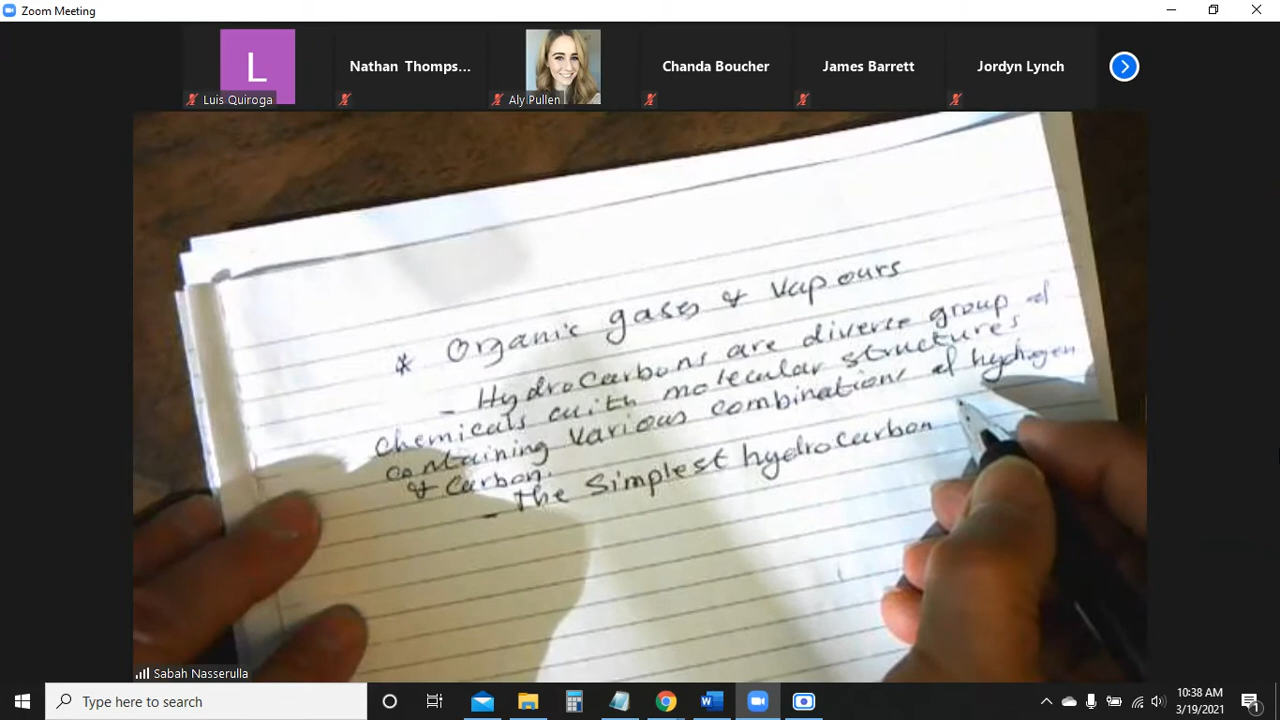 Zoom Meeting
L
Luis Quiroga
Nathan Thomps...
Aly Pullen
Chanda Boucher
James Barrett
Jordyn Lynch
* Organic gases & Vapours
- Hydrocarbons are diverse group of
chemicals with molecular structures
containing various combinations of hydrogen
& carbon.
- The Simplest hydrocarbon
Sabah Nasserulla
Type here to search
10:38 AM
3/19/2021
1